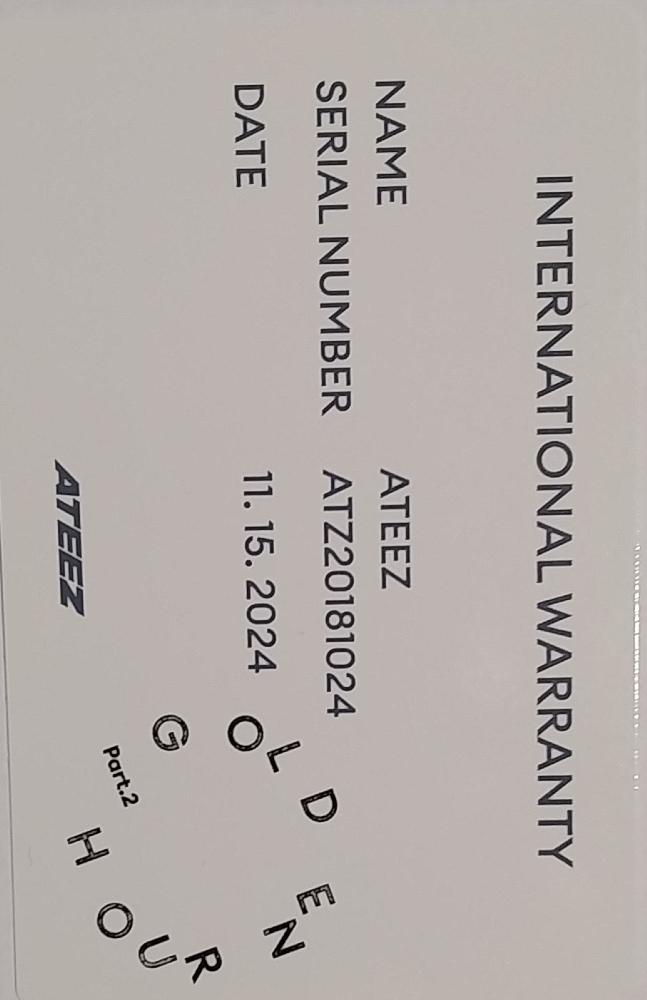 INTERNATIONAL WARRANTY
NAME ATEEZ
SERIAL NUMBER ATZ20181024
DATE 11. 15. 2024
GOLDEN
HOUR
Part.2
ATEEZ